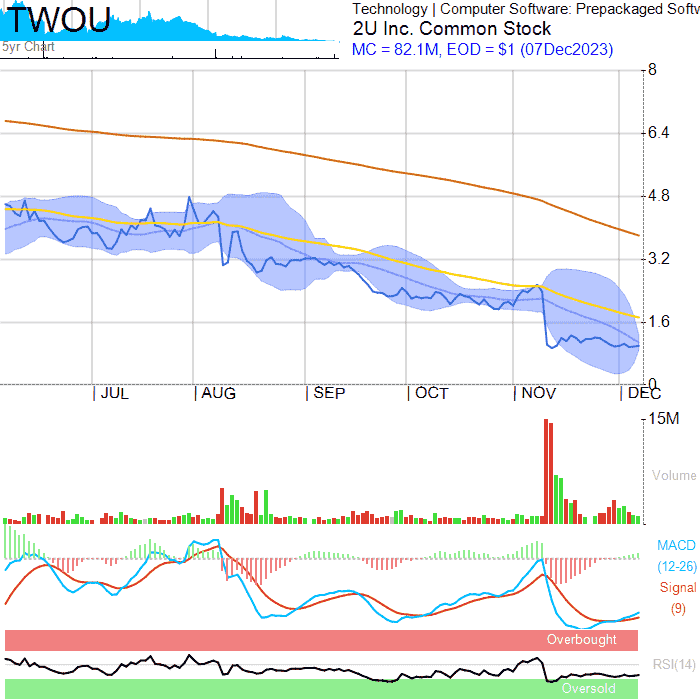 TWOU
5yr Chart
Technology | Computer Software: Prepackaged Softw
2U Inc. Common Stock
MC = 82.1M, EOD = $1 (07Dec2023)
8
6.4
4.8
3.2
1.6
0
JUL
AUG
SEP
OCT
NOV
DEC
15M
Volume
MACD
(12-26)
Signal
(9)
Overbought
RSI(14)
Oversold